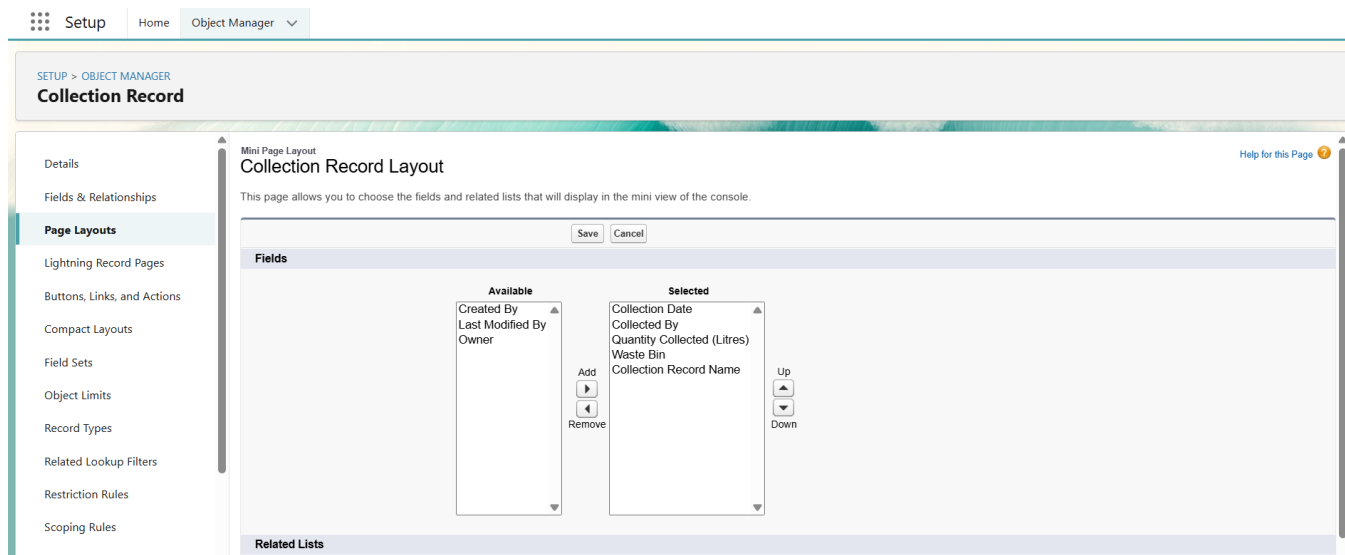 Setup Home Object Manager
SETUP > OBJECT MANAGER
Collection Record
Details
Fields & Relationships
Page Layouts
Lightning Record Pages
Buttons, Links, and Actions
Compact Layouts
Field Sets
Object Limits
Record Types
Related Lookup Filters
Restriction Rules
Scoping Rules
Mini Page Layout
Collection Record Layout
Help for this Page ?
This page allows you to choose the fields and related lists that will display in the mini view of the console.
Save Cancel
Fields
Available
Created By
Last Modified By
Owner
Add
Remove
Selected
Collection Date
Collected By
Quantity Collected (Litres)
Waste Bin
Collection Record Name
Up
Down
Related Lists